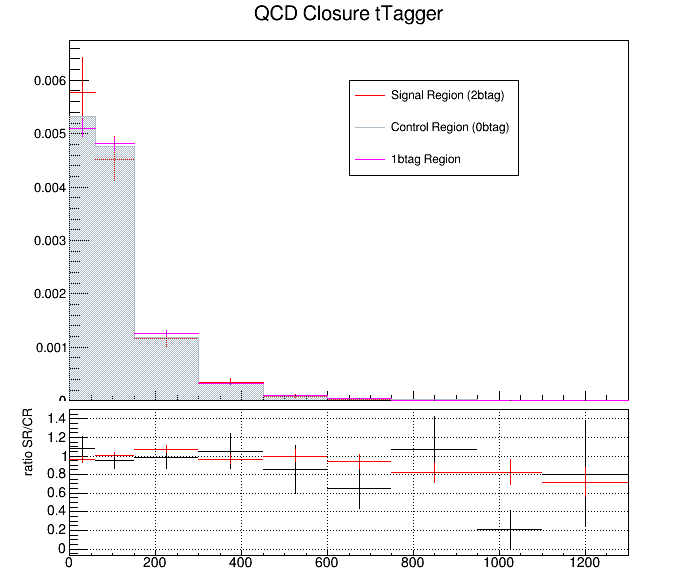 QCD Closure tTagger
0.006
0.005
0.004
0.003
0.002
0.001
0
Signal Region (2btag)
Control Region (0btag)
1btag Region
ratio SR/CR
1.4
1.2
1
0.8
0.6
0.4
0.2
0
0 200 400 600 800 1000 1200